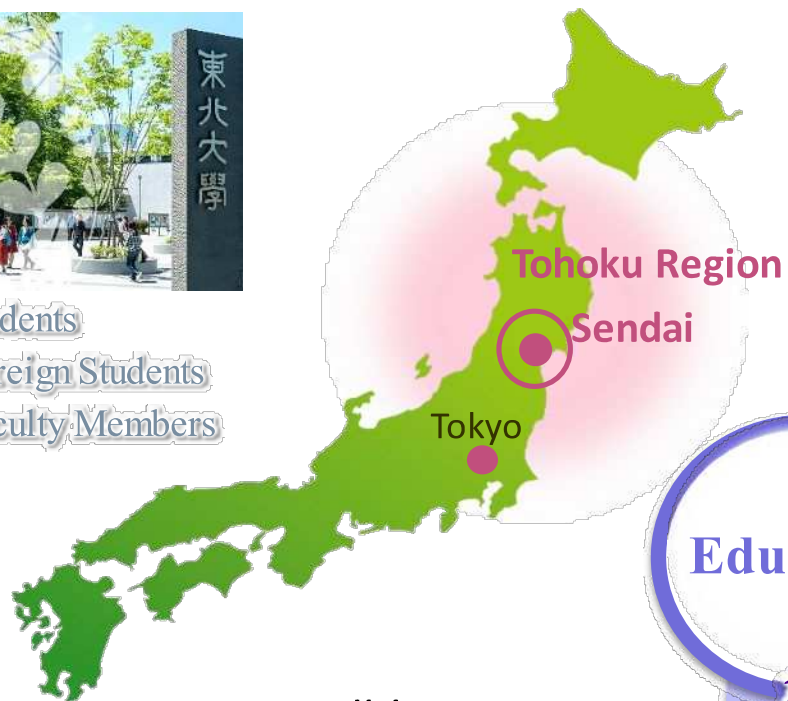 東北大學
Tohoku Region
Sendai
Tokyo
dents
reign Students
culty Members
Edu